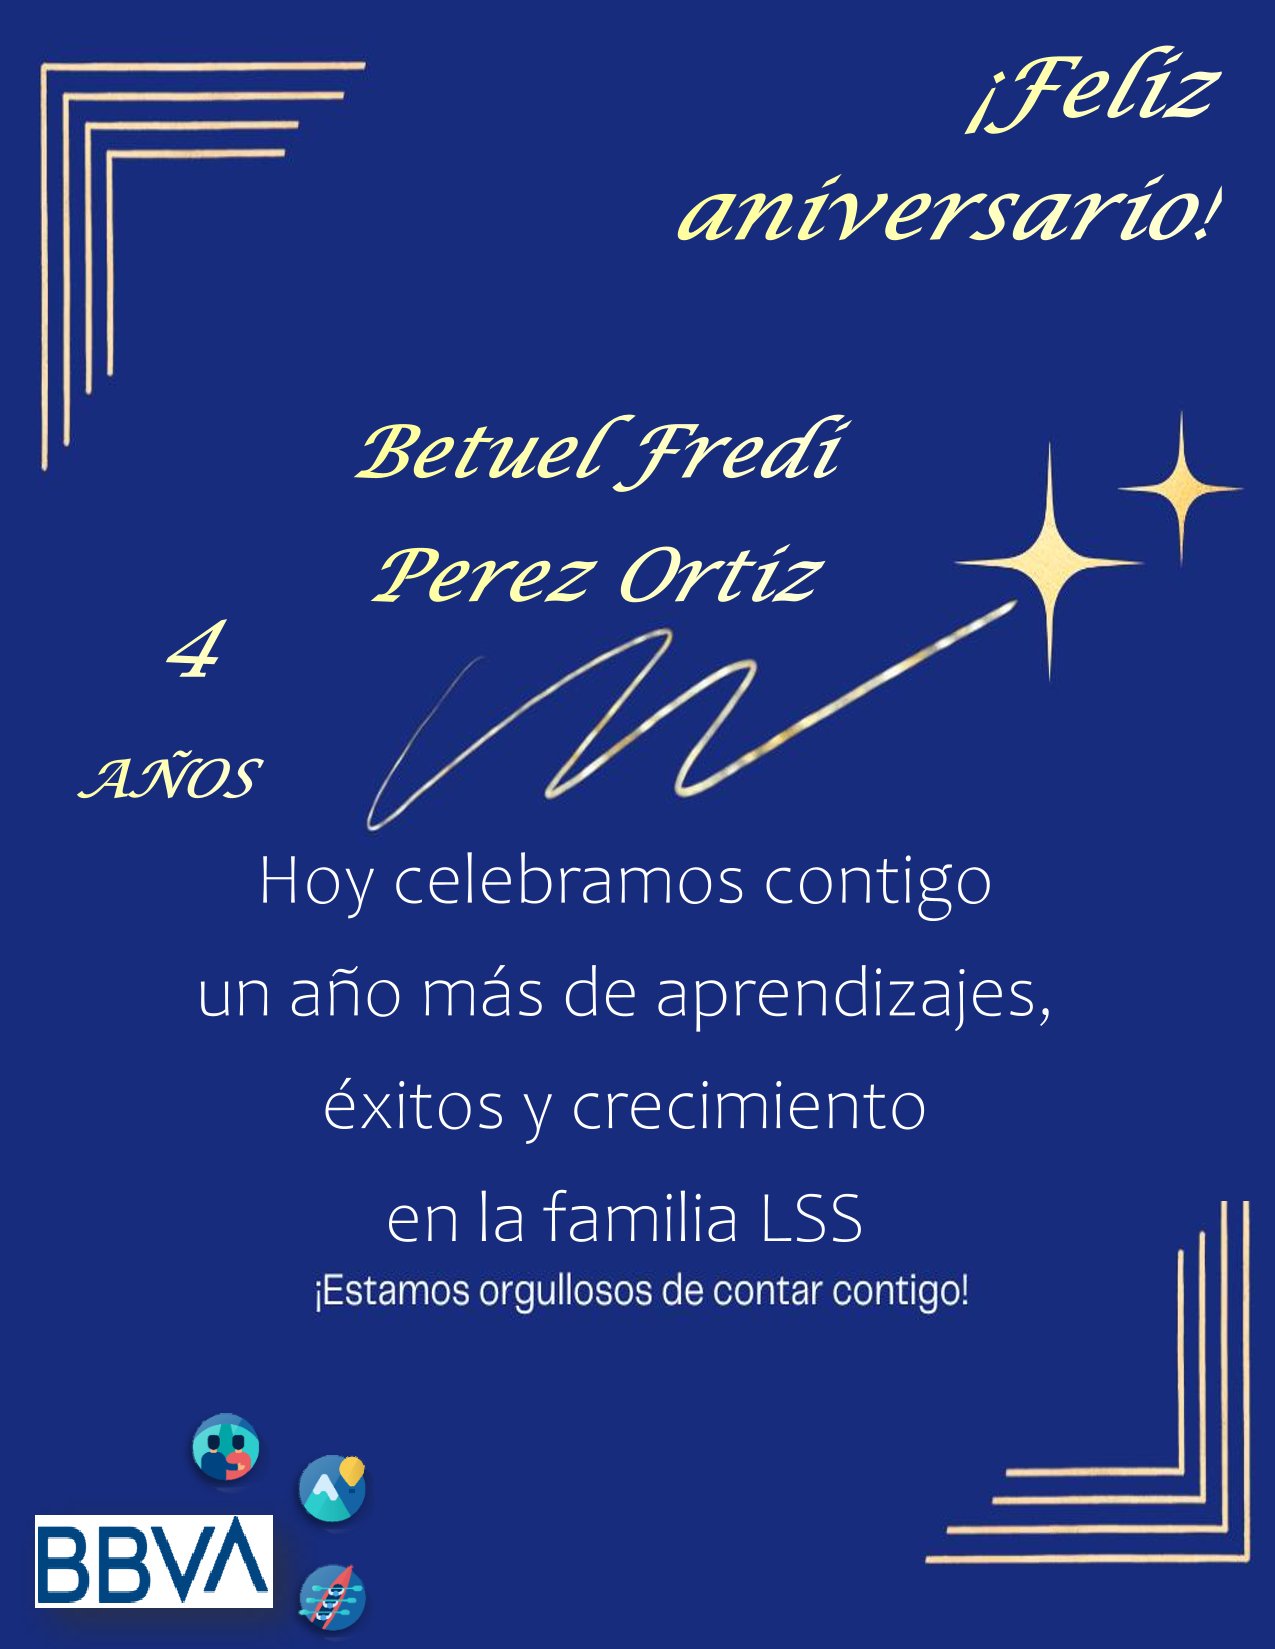 ¡Feliz
aniversario!
Betuel Fredi
Perez Ortiz
4
AÑOS
Hoy celebramos contigo
un año más de aprendizajes,
éxitos y crecimiento
en la familia LSS
¡Estamos orgullosos de contar contigo!
BBVA